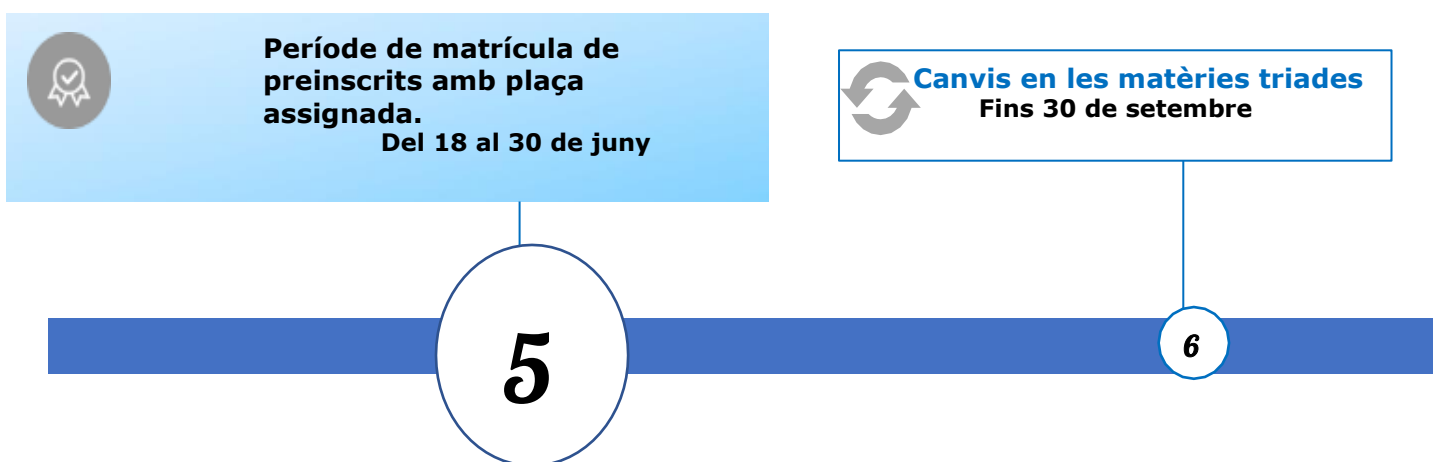 Període de matrícula de
preinscrits amb plaça
assignada.
Del 18 al 30 de juny
Canvis en les matèries triades
Fins 30 de setembre
5
6